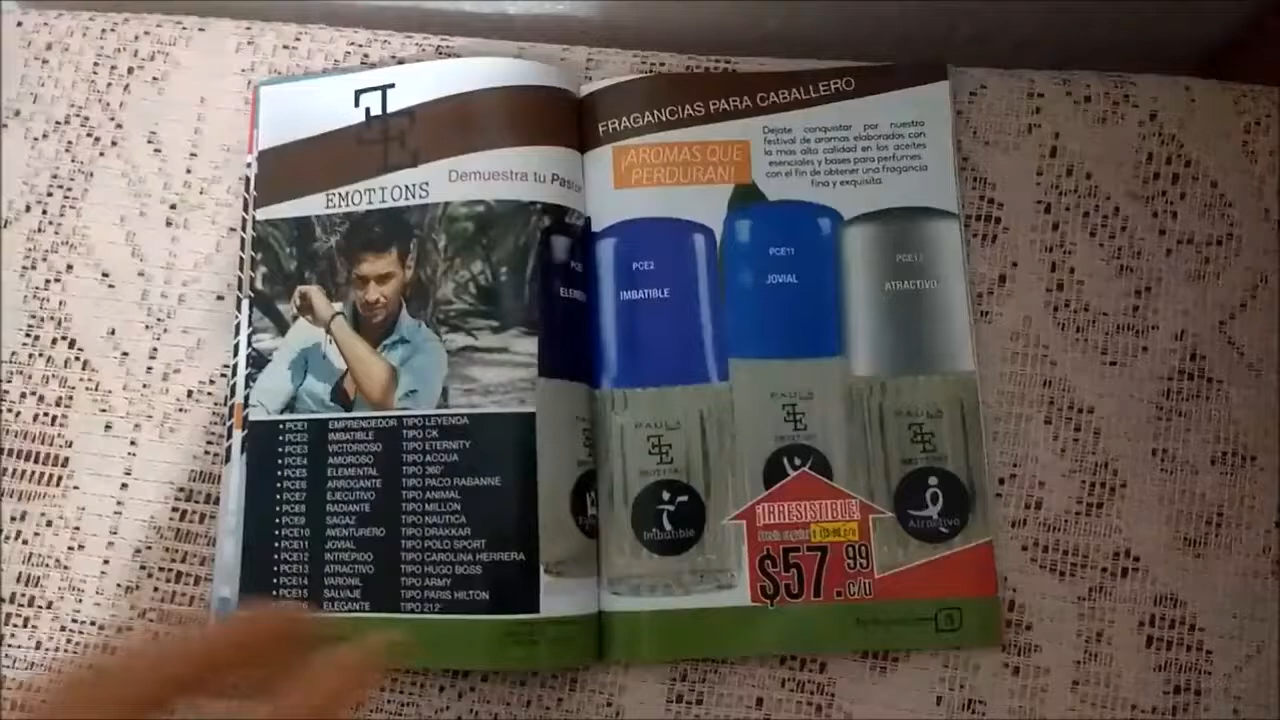 EMOTIONS
Demuestra tu
• PCE1 EMPRENDEDOR TIPO LEYENDA
• PCE2 IMBATIBLE TIPO CK
• PCE3 VICTORIOSO TIPO ETERNITY
• PCE4 AMOROSO TIPO ACQUA
• PCE5 ELEMENTAL TIPO 360°
• PCE6 ARROGANTE TIPO PACO RABANNE
• PCE7 EJECUTIVO TIPO ANIMAL
• PCE8 RADIANTE TIPO MILLON
• PCE9 SAGAZ TIPO NAUTICA
• PCE10 AVENTURERO TIPO DRAKKAR
• PCE11 JOVIAL TIPO POLO SPORT
• PCE12 INTRÉPIDO TIPO CAROLINA HERRERA
• PCE13 ATRACTIVO TIPO HUGO BOSS
• PCE14 VARONIL TIPO ARMY
• PCE15 SALVAJE TIPO PARIS HILTON
ELEGANTE TIPO 212°
FRAGANCIAS PARA CABALLERO
¡AROMAS QUE
PERDURAN!
Dejate conquistar por nuestro
festival de aromas elaborados con
la mas alta calidad en los aceites
esenciales y bases para perfumes
con el fin de obtener una fragancia
fina y exquisita.
PCE2
IMBATIBLE
PCE11
JOVIAL
ATRACTIVO
PAULA
Imbatible
PAULA
PAULA
Atractivo
¡IRRESISTIBLE!
$57.99
c/u